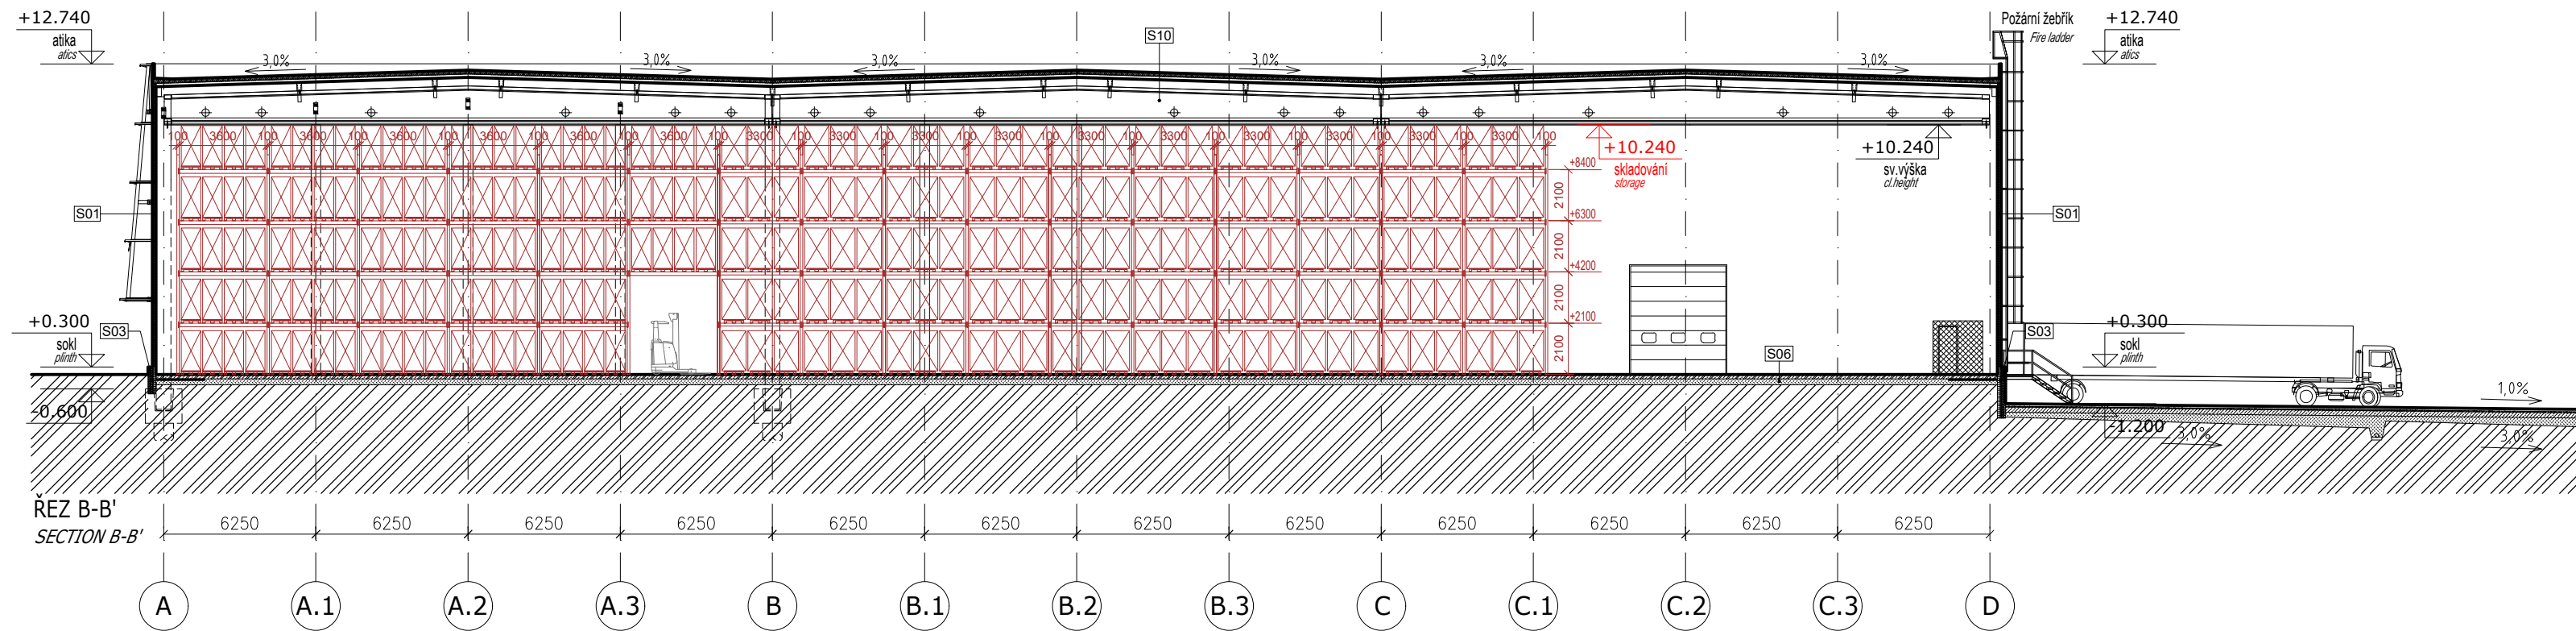 +12.740
atika
atics
Požární žebřík
Fire ladder
+12.740
atika
atics
S10
3,0% 3,0% 3,0% 3,0% 3,0% 3,0%
100 3600 100 3600 100 3600 100 3600 100 3600 100 3600 100 3300 100 3300 100 3300 100 3300 100 3300 100 3300 100 3300 100 3300 100 3300 100 3300 100
+10.240
skladování
storage
+10.240
sv.výška
cl.height
+8400
2100
+6300
2100
+4200
2100
+2100
2100
S01
S01
+0.300
sokl
plinth
S03
S03
+0.300
sokl
plinth
S06
-0.600
-1.200
3,0%
1,0%
3,0%
ŘEZ B-B'
SECTION B-B'
6250 6250 6250 6250 6250 6250 6250 6250 6250 6250 6250 6250
A A.1 A.2 A.3 B B.1 B.2 B.3 C C.1 C.2 C.3 D